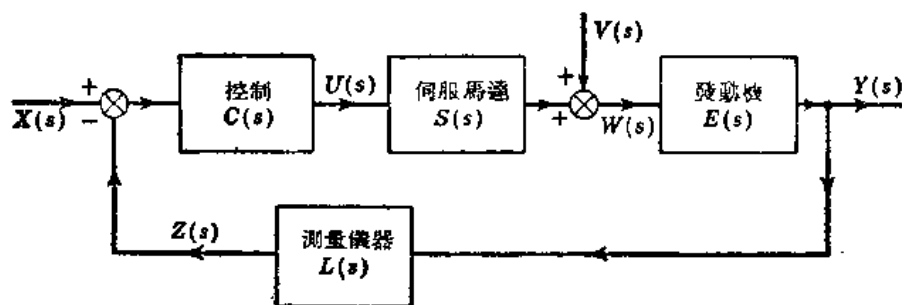 V(s)
+
控制
C(s)
U(s)
伺服馬達
S(s)
+
發動機
E(s)
Y(s)
X(s)
−
+
W(s)
Z(s)
測量儀器
L(s)